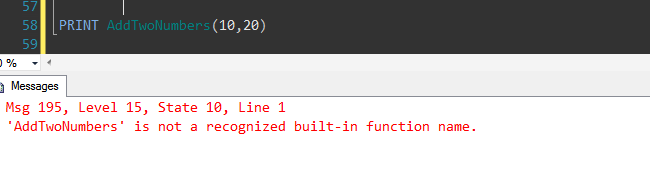 57
58 PRINT AddTwoNumbers(10,20)
59
0 %
Messages
Msg 195, Level 15, State 10, Line 1
'AddTwoNumbers' is not a recognized built-in function name.